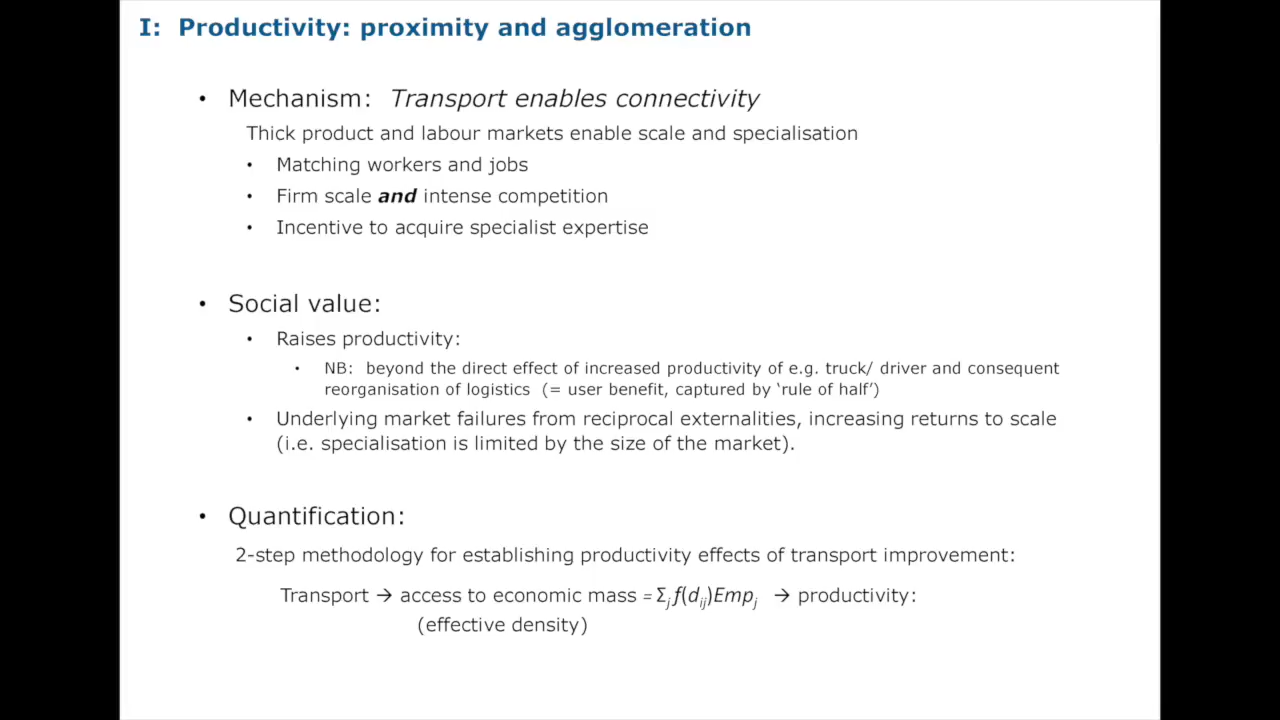 I: Productivity: proximity and agglomeration
• Mechanism: Transport enables connectivity
Thick product and labour markets enable scale and specialisation
• Matching workers and jobs
• Firm scale and intense competition
• Incentive to acquire specialist expertise
• Social value:
• Raises productivity:
• NB: beyond the direct effect of increased productivity of e.g. truck/ driver and consequent
reorganisation of logistics (= user benefit, captured by ‘rule of half’)
• Underlying market failures from reciprocal externalities, increasing returns to scale
(i.e. specialisation is limited by the size of the market).
• Quantification:
2-step methodology for establishing productivity effects of transport improvement:
Transport → access to economic mass = Σj f(dij)Empj → productivity:
(effective density)